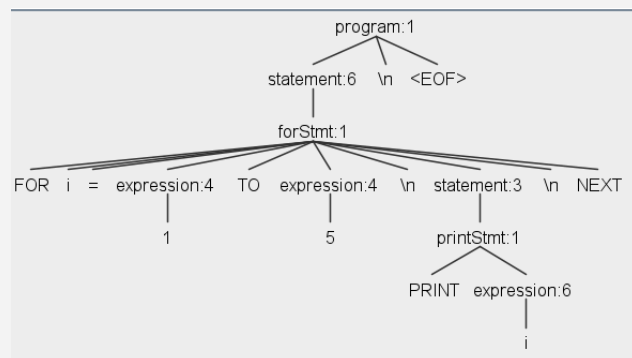 program:1
statement:6 \n <EOF>
forStmt:1
FOR i = expression:4 TO expression:4 \n statement:3 \n NEXT
1 5 printStmt:1
PRINT expression:6
i